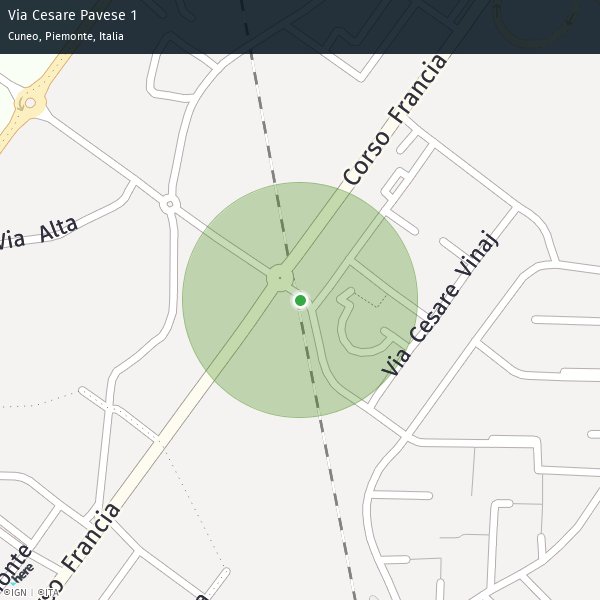 Via Cesare Pavese 1
Cuneo, Piemonte, Italia
Corso Francia
Via Alta
Via Cesare Vinaj
Francia
onte
here
©IGN | ©ITA